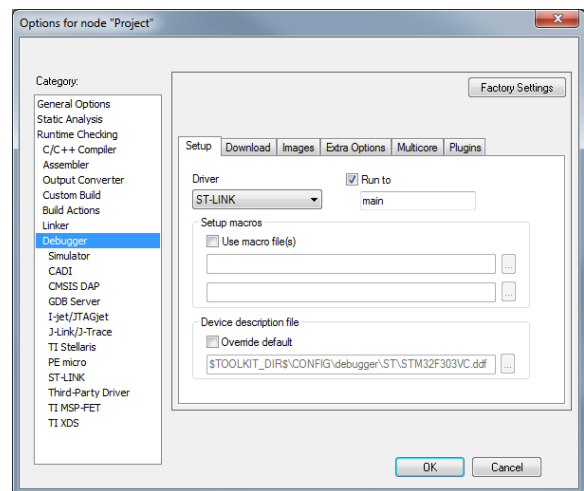 Options for node "Project"
Category:
General Options
Static Analysis
Runtime Checking
C/C++ Compiler
Assembler
Output Converter
Custom Build
Build Actions
Linker
Debugger
Simulator
CADI
CMSIS DAP
GDB Server
I-jet/JTAGjet
J-Link/J-Trace
TI Stellaris
PE micro
ST-LINK
Third-Party Driver
TI MSP-FET
TI XDS
Factory Settings
Setup Download Images Extra Options Multicore Plugins
Driver Run to
ST-LINK main
Setup macros
Use macro file(s)
...
...
Device description file
Override default
$TOOLKIT_DIR$\CONFIG\debugger\ST\STM32F303VC.ddf ...
OK Cancel